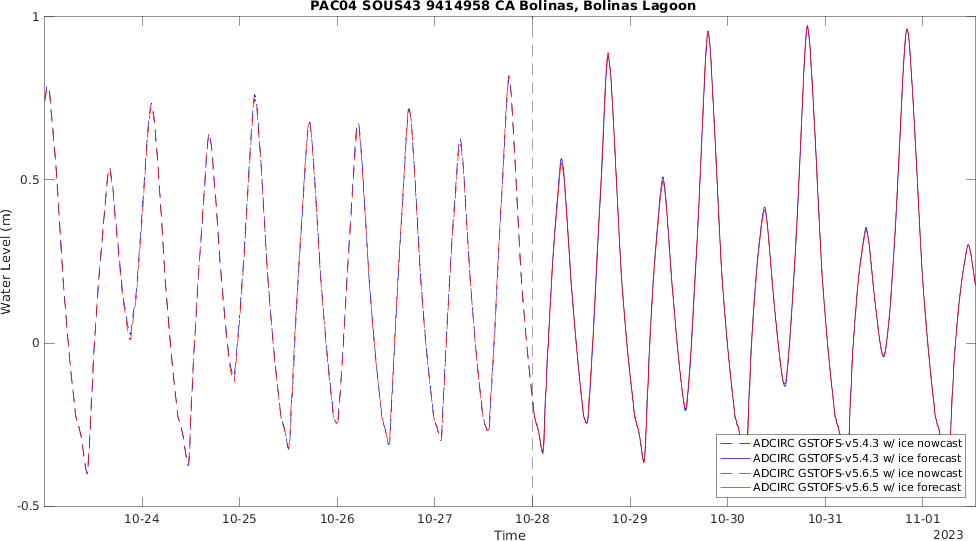 PAC04 SOUS43 9414958 CA Bolinas, Bolinas Lagoon
1
0.5
0
-0.5
Water Level (m)
ADCIRC GSTOFS-v5.4.3 w/ ice nowcast
ADCIRC GSTOFS-v5.4.3 w/ ice forecast
ADCIRC GSTOFS-v5.6.5 w/ ice nowcast
ADCIRC GSTOFS-v5.6.5 w/ ice forecast
10-24 10-25 10-26 10-27 10-28 10-29 10-30 10-31 11-01
Time
2023